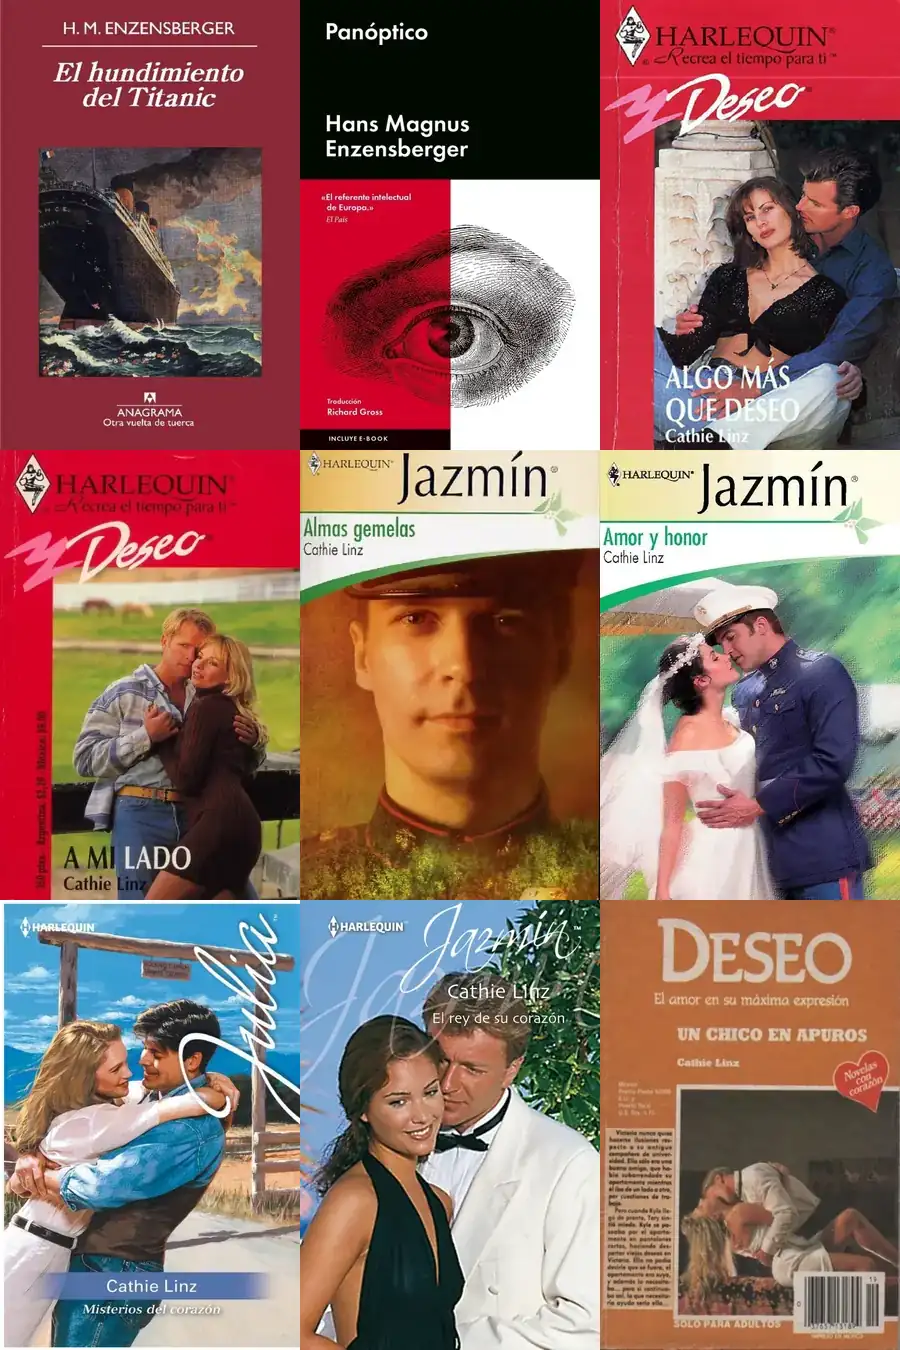 H. M. ENZENSBERGER
El hundimiento
del Titanic
ANAGRAMA
Otra vuelta de tuerca
Panóptico
Hans Magnus
Enzensberger
«El referente intelectual
de Europa.»
El País
Traducción
Richard Gross
INCLUYE E-BOOK
HARLEQUIN®
Recrea el tiempo para ti™
Deseo
ALGO MÁS
QUE DESEO
Cathie Linz
HARLEQUIN®
Recrea el tiempo para ti™
Deseo
A MI LADO
Cathie Linz
HARLEQUIN®
Jazmín®
Almas gemelas
Cathie Linz
HARLEQUIN®
Jazmín®
Amor y honor
Cathie Linz
HARLEQUIN
Julia
Cathie Linz
Misterios del corazón
HARLEQUIN
Jazmín™
Cathie Linz
El rey de su corazón
DESEO
El amor en su máxima expresión
UN CHICO EN APUROS
Cathie Linz
Novelas
con
corazón
SOLO PARA ADULTOS